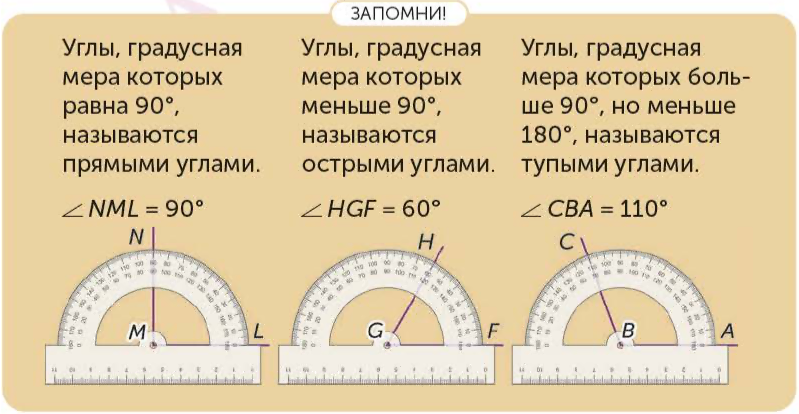 ЗАПОМНИ!
Углы, градусная
мера которых
равна 90°,
называются
прямыми углами.
∠ NML = 90°
N
M
L
Углы, градусная
мера которых
меньше 90°,
называются
острыми углами.
∠ HGF = 60°
H
G
F
Углы, градусная
мера которых боль-
ше 90°, но меньше
180°, называются
тупыми углами.
∠ CBA = 110°
C
B
A